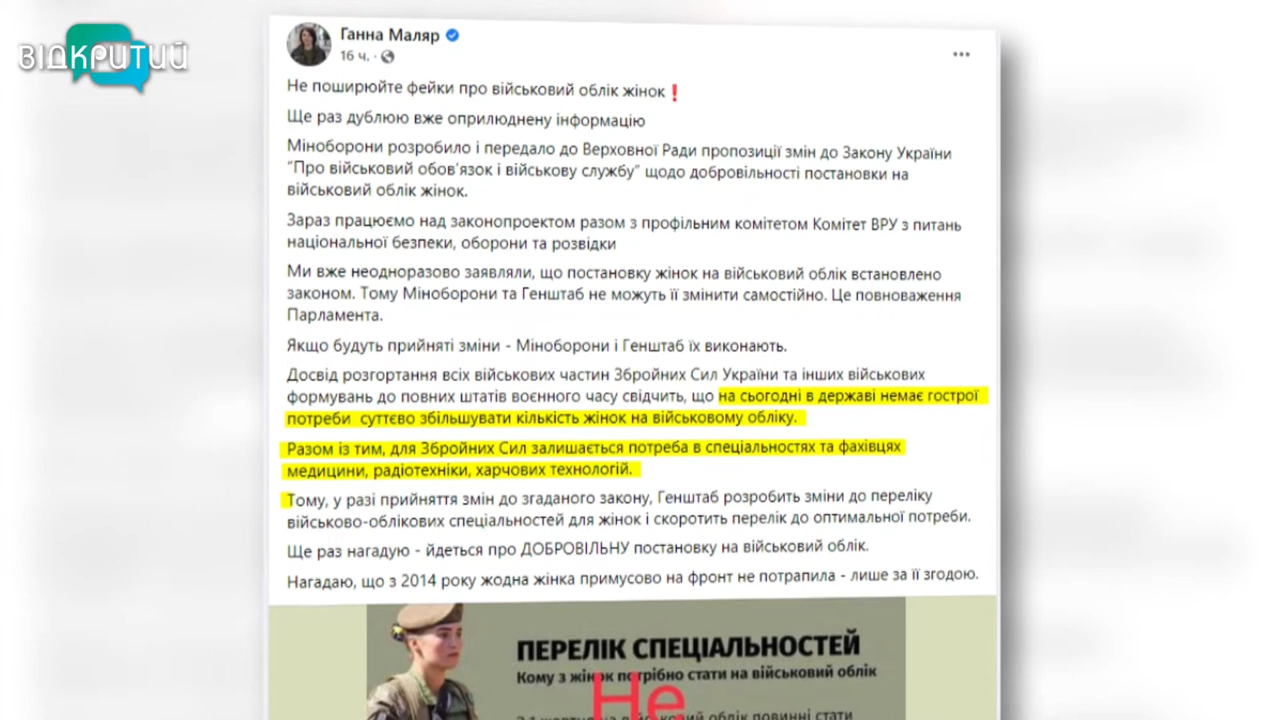 ВІДКРИТИЙ
Ганна Маляр
16 ч. ·
Не поширюйте фейки про військовий облік жінок❗
Ще раз дублюю вже оприлюднену інформацію
Міноборони розробило і передало до Верховної Ради пропозиції змін до Закону України
“Про військовий обов'язок і військову службу” щодо добровільності постановки на
військовий облік жінок.
Зараз працюємо над законопроектом разом з профільним комітетом Комітет ВРУ з питань
національної безпеки, оборони та розвідки
Ми вже неодноразово заявляли, що постановку жінок на військовий облік встановлено
законом. Тому Міноборони та Генштаб не можуть її змінити самостійно. Це повноваження
Парламента.
Якщо будуть прийняті зміни - Міноборони і Генштаб їх виконають.
Досвід розгортання всіх військових частин Збройних Сил України та інших військових
формувань до повних штатів воєнного часу свідчить, що на сьогодні в державі немає гострої
потреби суттєво збільшувати кількість жінок на військовому обліку.
Разом із тим, для Збройних Сил залишається потреба в спеціальностях та фахівцях
медицини, радіотехніки, харчових технологій.
Тому, у разі прийняття змін до згаданого закону, Генштаб розробить зміни до переліку
військово-облікових спеціальностей для жінок і скоротить перелік до оптимальної потреби.
Ще раз нагадую - йдеться про ДОБРОВІЛЬНУ постановку на військовий облік.
Нагадаю, що з 2014 року жодна жінка примусово на фронт не потрапила - лише за її згодою.
ПЕРЕЛІК СПЕЦІАЛЬНОСТЕЙ
Кому з жінок потрібно стати на військовий облік
Не
на військовий облік повинні стати